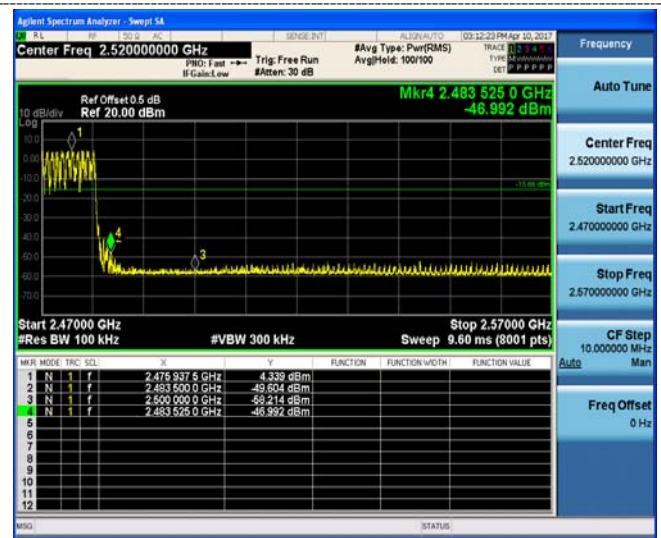 Agilent Spectrum Analyzer - Swept SA
RL RF 50 Ω AC SENSE:INT ALIGN AUTO 03:12:23 PM Apr 10, 2017
Center Freq 2.520000000 GHz
PNO: Fast
IFGain:Low
Trig: Free Run
#Atten: 30 dB
#Avg Type: Pwr(RMS)
Avg|Hold: 100/100
TRACE 1 2 3 4 5 6
TYPE
DET P P P P P P
Ref Offset 0.5 dB
Ref 20.00 dBm
10 dB/div
Log
Mkr4 2.483 525 0 GHz
-46.992 dBm
10.0
0.00
-10.0
-20.0
-30.0
-40.0
-50.0
-60.0
-70.0
1
4
3
Start 2.47000 GHz
#Res BW 100 kHz
#VBW 300 kHz
Stop 2.57000 GHz
Sweep 9.60 ms (8001 pts)
MKR MODE TRC SCL X Y FUNCTION FUNCTION WIDTH FUNCTION VALUE
1 N 1 f 2.475 937 5 GHz 4.339 dBm
2 N 1 f 2.483 500 0 GHz -49.604 dBm
3 N 1 f 2.500 000 0 GHz -58.214 dBm
4 N 1 f 2.483 525 0 GHz -46.992 dBm
5
6
7
8
9
10
11
12
MSG STATUS
Frequency
Auto Tune
Center Freq
2.520000000 GHz
Start Freq
2.470000000 GHz
Stop Freq
2.570000000 GHz
CF Step
10.000000 MHz
Auto Man
Freq Offset
0 Hz